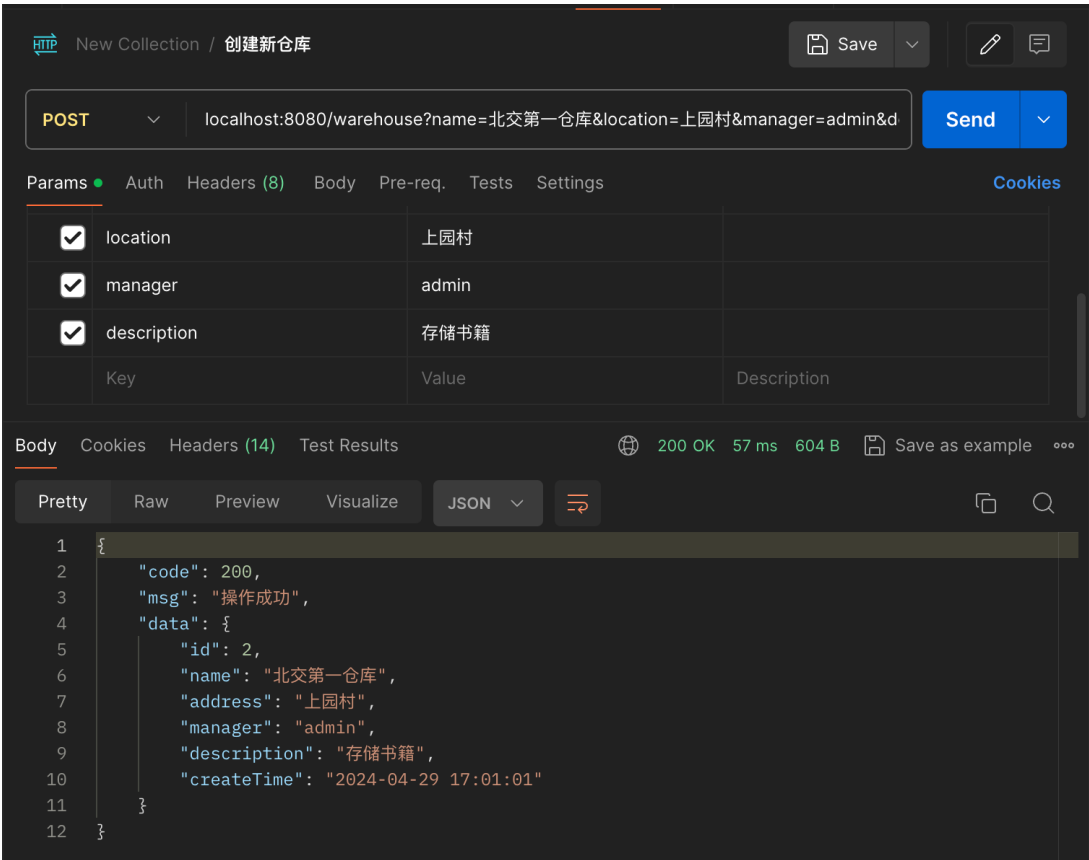 HTTP New Collection / 创建新仓库 Save
POST localhost:8080/warehouse?name=北交第一仓库&location=上园村&manager=admin&d Send
Params Auth Headers (8) Body Pre-req. Tests Settings Cookies
location 上园村
manager admin
description 存储书籍
Key Value Description
Body Cookies Headers (14) Test Results 200 OK 57 ms 604 B Save as example
Pretty Raw Preview Visualize JSON
1 {
2 "code": 200,
3 "msg": "操作成功",
4 "data": {
5 "id": 2,
6 "name": "北交第一仓库",
7 "address": "上园村",
8 "manager": "admin",
9 "description": "存储书籍",
10 "createTime": "2024-04-29 17:01:01"
11 }
12 }